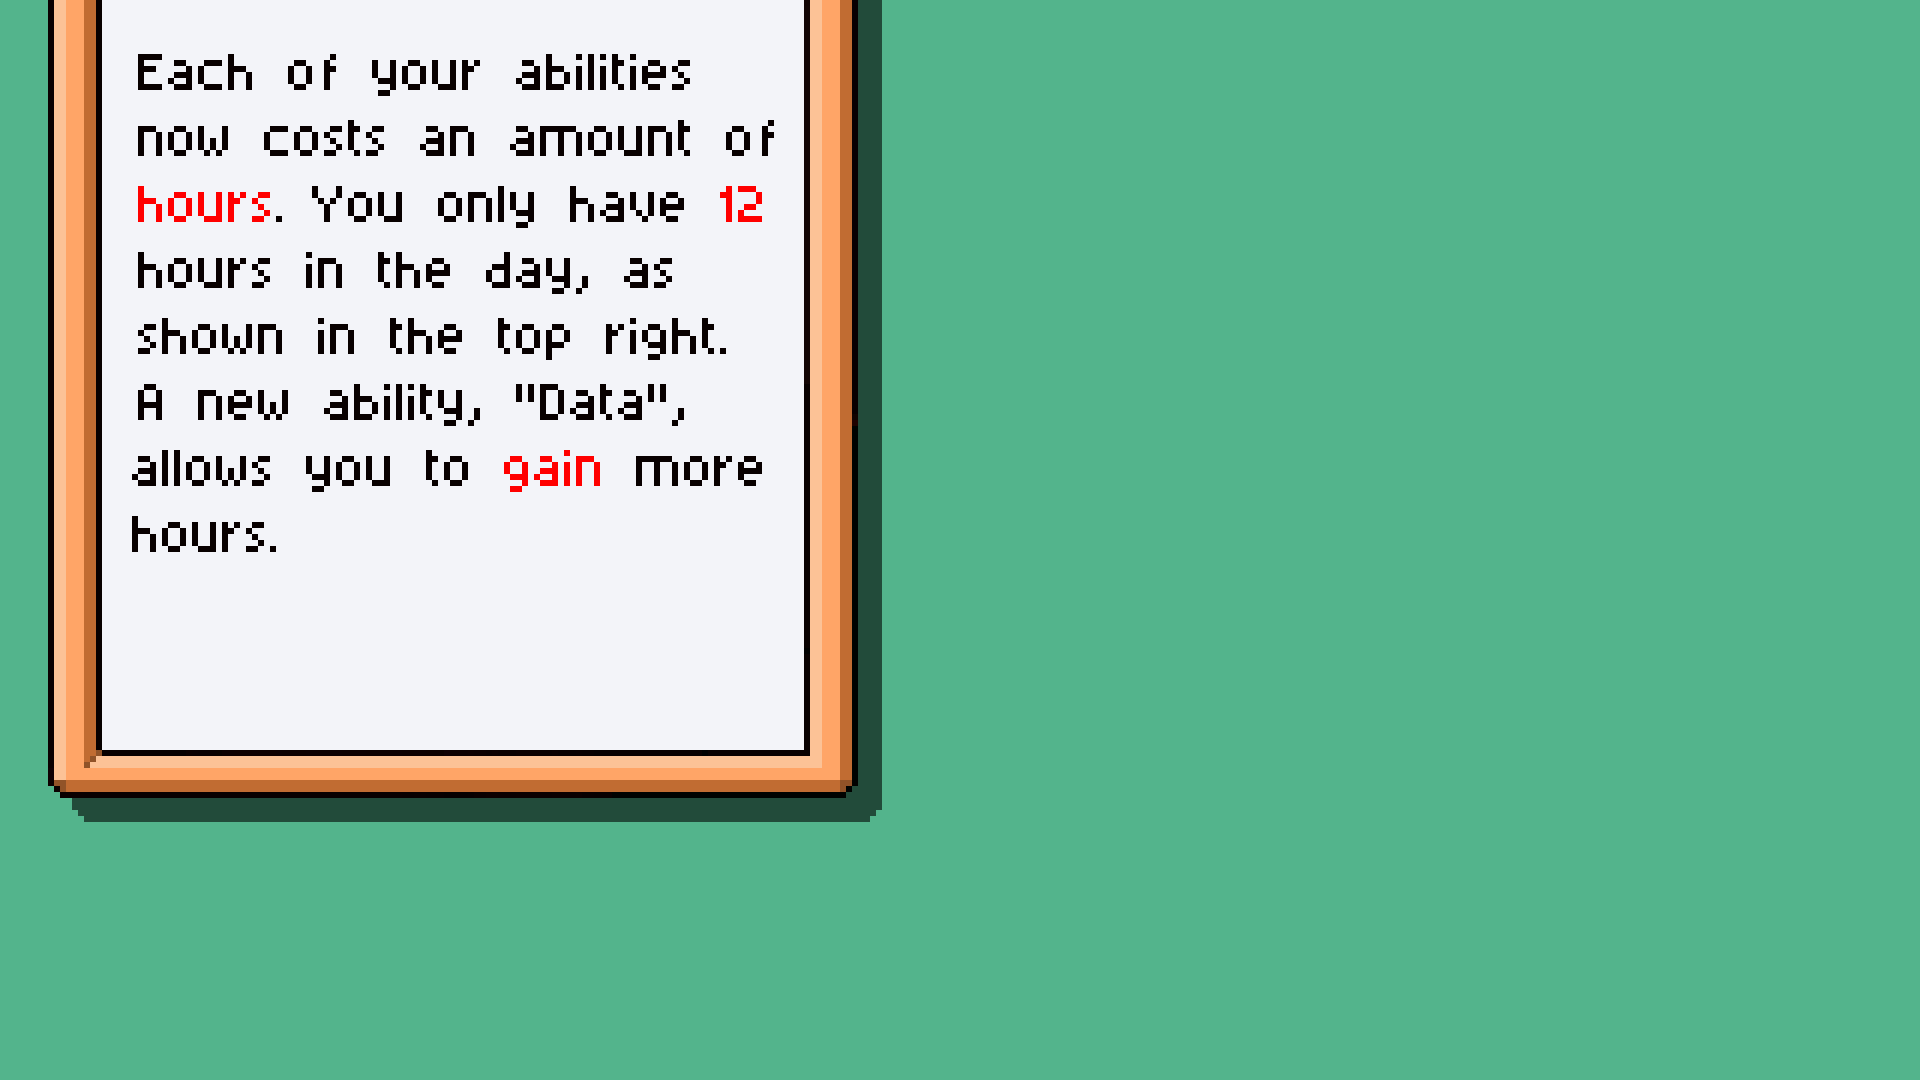 Each of your abilities
now costs an amount of
hours. You only have 12
hours in the day, as
shown in the top right.
A new ability, "Data",
allows you to gain more
hours.